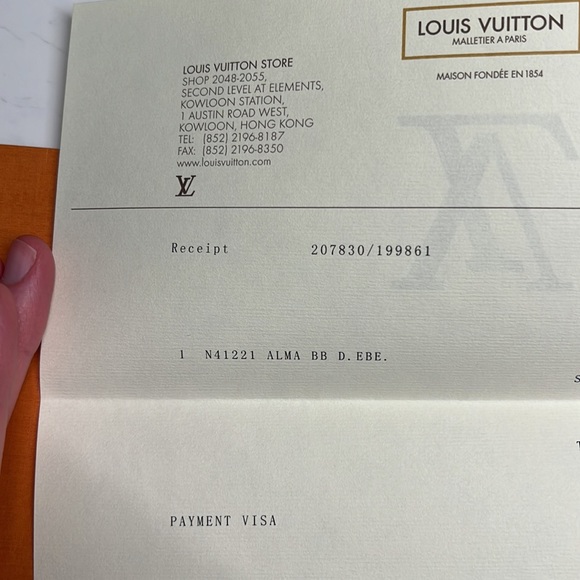 LOUIS VUITTON
MALLETIER A PARIS
MAISON FONDÉE EN 1854
LOUIS VUITTON STORE
SHOP 2048-2055,
SECOND LEVEL AT ELEMENTS,
KOWLOON STATION,
1 AUSTIN ROAD WEST,
KOWLOON, HONG KONG
TEL: (852) 2196-8187
FAX: (852) 2196-8350
www.louisvuitton.com
LV
Receipt 207830/199861
1 N41221 ALMA BB D.EBE.
PAYMENT VISA